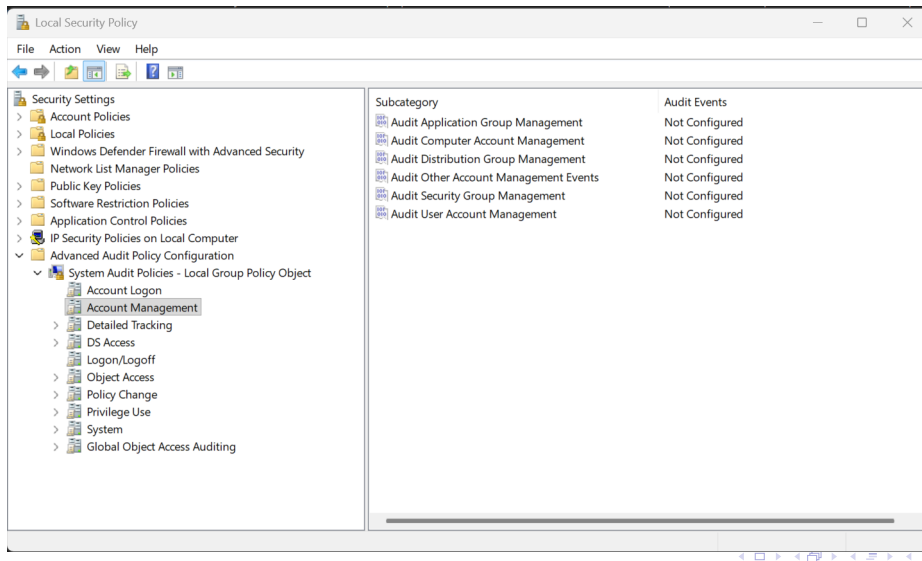 Local Security Policy
File Action View Help
Security Settings
Account Policies
Local Policies
Windows Defender Firewall with Advanced Security
Network List Manager Policies
Public Key Policies
Software Restriction Policies
Application Control Policies
IP Security Policies on Local Computer
Advanced Audit Policy Configuration
System Audit Policies - Local Group Policy Object
Account Logon
Account Management
Detailed Tracking
DS Access
Logon/Logoff
Object Access
Policy Change
Privilege Use
System
Global Object Access Auditing
Subcategory Audit Events
Audit Application Group Management Not Configured
Audit Computer Account Management Not Configured
Audit Distribution Group Management Not Configured
Audit Other Account Management Events Not Configured
Audit Security Group Management Not Configured
Audit User Account Management Not Configured